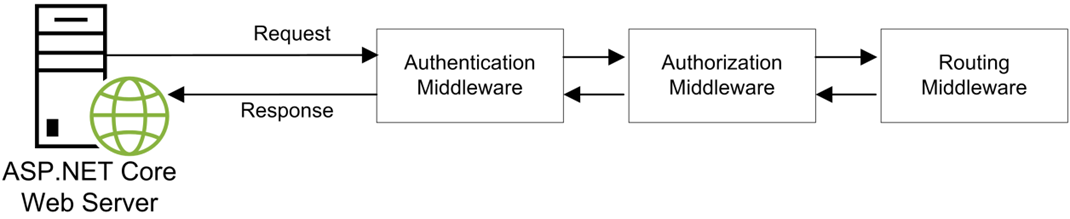 Request
Response
ASP.NET Core
Web Server
Authentication
Middleware
Authorization
Middleware
Routing
Middleware